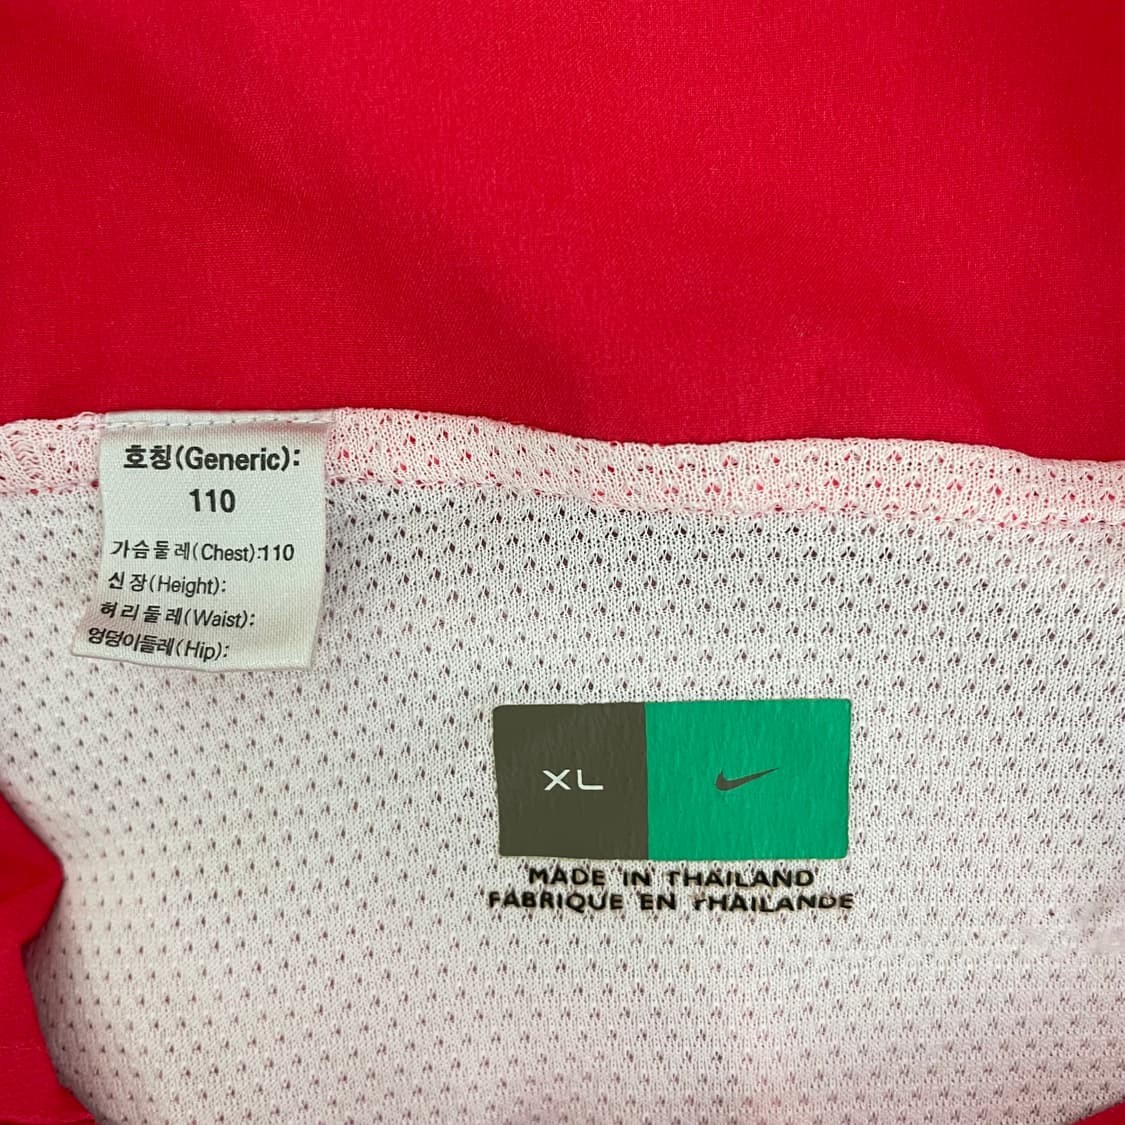 호칭(Generic):
110
가슴둘레(Chest):110
신장(Height):
허리둘레(Waist):
엉덩이둘레(Hip):
XL
MADE IN THAILAND
FABRIQUE EN THAILANDE